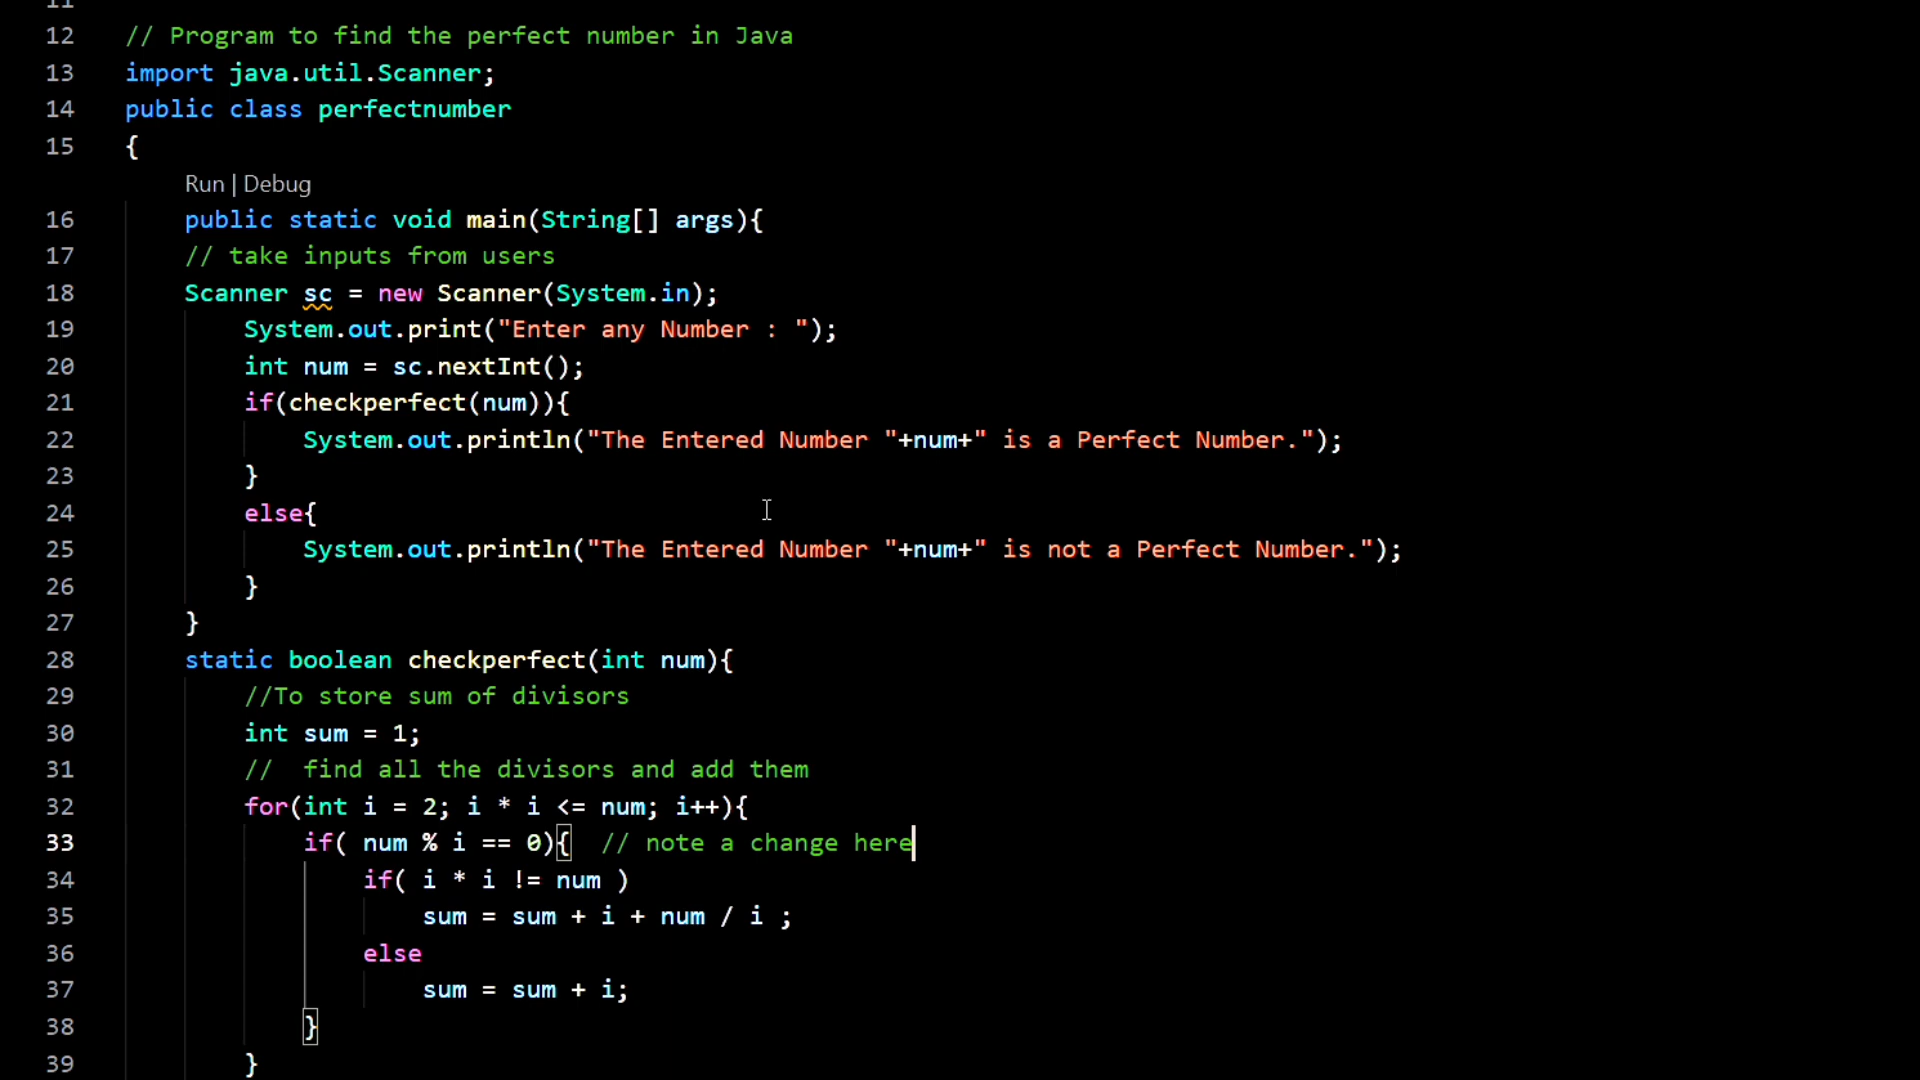 11
12 // Program to find the perfect number in Java
13 import java.util.Scanner;
14 public class perfectnumber
15 {
Run | Debug
16 public static void main(String[] args){
17 // take inputs from users
18 Scanner sc = new Scanner(System.in);
19 System.out.print("Enter any Number : ");
20 int num = sc.nextInt();
21 if(checkperfect(num)){
22 System.out.println("The Entered Number "+num+" is a Perfect Number.");
23 }
24 else{
25 System.out.println("The Entered Number "+num+" is not a Perfect Number.");
26 }
27 }
28 static boolean checkperfect(int num){
29 //To store sum of divisors
30 int sum = 1;
31 //  find all the divisors and add them
32 for(int i = 2; i * i <= num; i++){
33 if( num % i == 0){  // note a change here
34 if( i * i != num )
35 sum = sum + i + num / i ;
36 else
37 sum = sum + i;
38 }
39 }